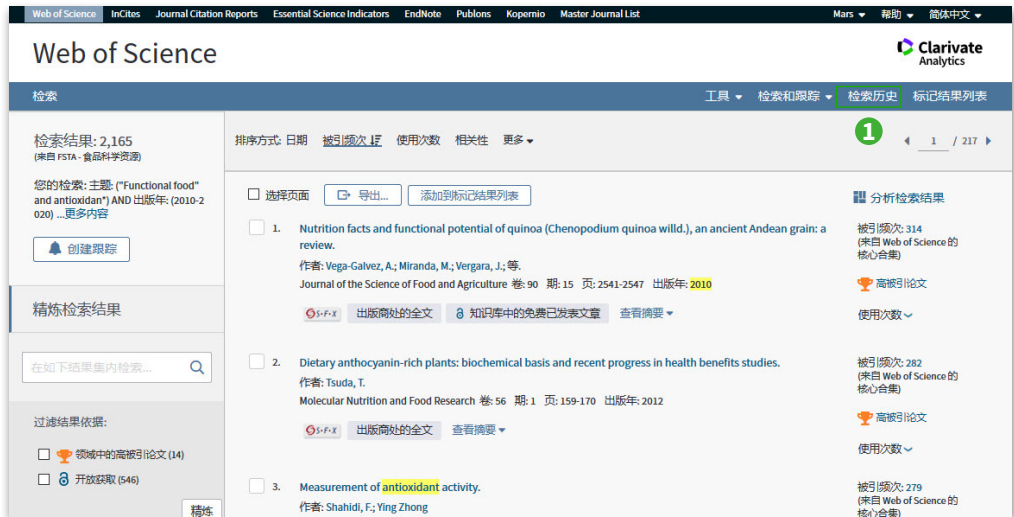 Web of Science InCites Journal Citation Reports Essential Science Indicators EndNote Publons Kopernio Master Journal List Mars 帮助 简体中文
Web of Science
Clarivate
Analytics
检索 工具 检索和跟踪 检索历史 标记结果列表
检索结果: 2,165
(来自 FSTA - 食品科学资源)
您的检索: 主题: ("Functional food"
and antioxidan*) AND 出版年: (2010-2
020) ...更多内容
创建跟踪
精炼检索结果
在如下结果集内检索...
过滤结果依据:
领域中的高被引论文 (14)
开放获取 (546)
精炼
排序方式: 日期 被引频次 使用次数 相关性 更多
1
1 / 217
选择页面 导出... 添加到标记结果列表
分析检索结果
1. Nutrition facts and functional potential of quinoa (Chenopodium quinoa willd.), an ancient Andean grain: a
review.
作者: Vega-Galvez, A.; Miranda, M.; Vergara, J.; 等.
Journal of the Science of Food and Agriculture 卷: 90 期: 15 页: 2541-2547 出版年: 2010
S·F·X 出版商处的全文 知识库中的免费已发表文章 查看摘要
被引频次: 314
(来自 Web of Science 的
核心合集)
高被引论文
使用次数
2. Dietary anthocyanin-rich plants: biochemical basis and recent progress in health benefits studies.
作者: Tsuda, T.
Molecular Nutrition and Food Research 卷: 56 期: 1 页: 159-170 出版年: 2012
S·F·X 出版商处的全文 查看摘要
被引频次: 282
(来自 Web of Science 的
核心合集)
高被引论文
使用次数
3. Measurement of antioxidant activity.
作者: Shahidi, F.; Ying Zhong
被引频次: 279
(来自 Web of Science 的
核心合集)